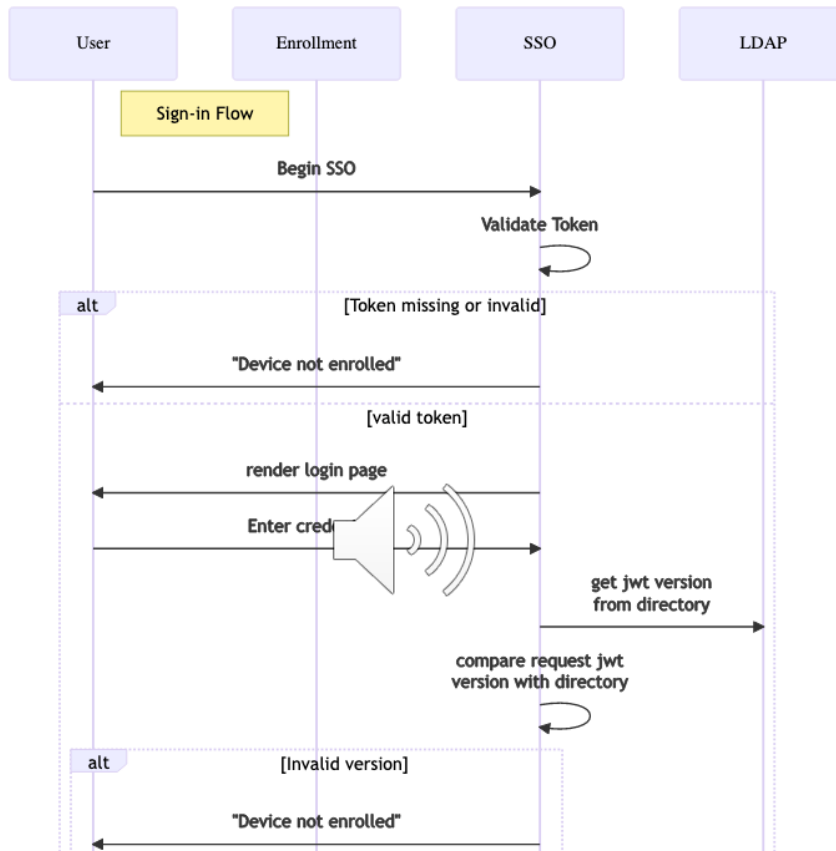 User
Enrollment
SSO
LDAP
Sign-in Flow
Begin SSO
Validate Token
alt
[Token missing or invalid]
"Device not enrolled"
[valid token]
render login page
Enter
get jwt version
from directory
compare request jwt
version with directory
alt
[Invalid version]
"Device not enrolled"